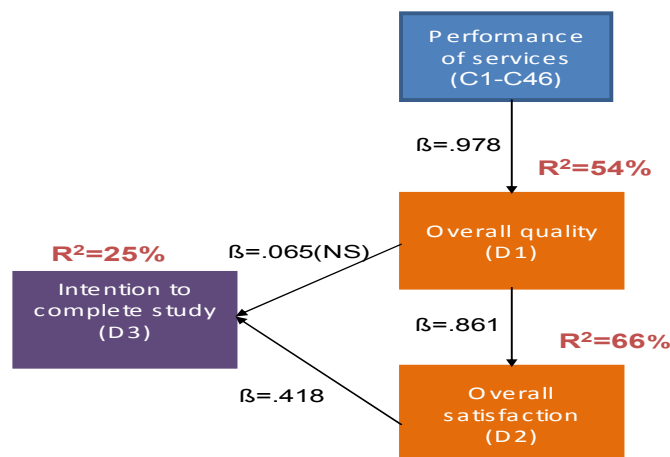 Performance
of services
(C1-C46)
ß=.978
R²=54%
Overall quality
(D1)
R²=25%
ß=.065(NS)
Intention to
complete study
(D3)
ß=.861
R²=66%
ß=.418
Overall
satisfaction
(D2)